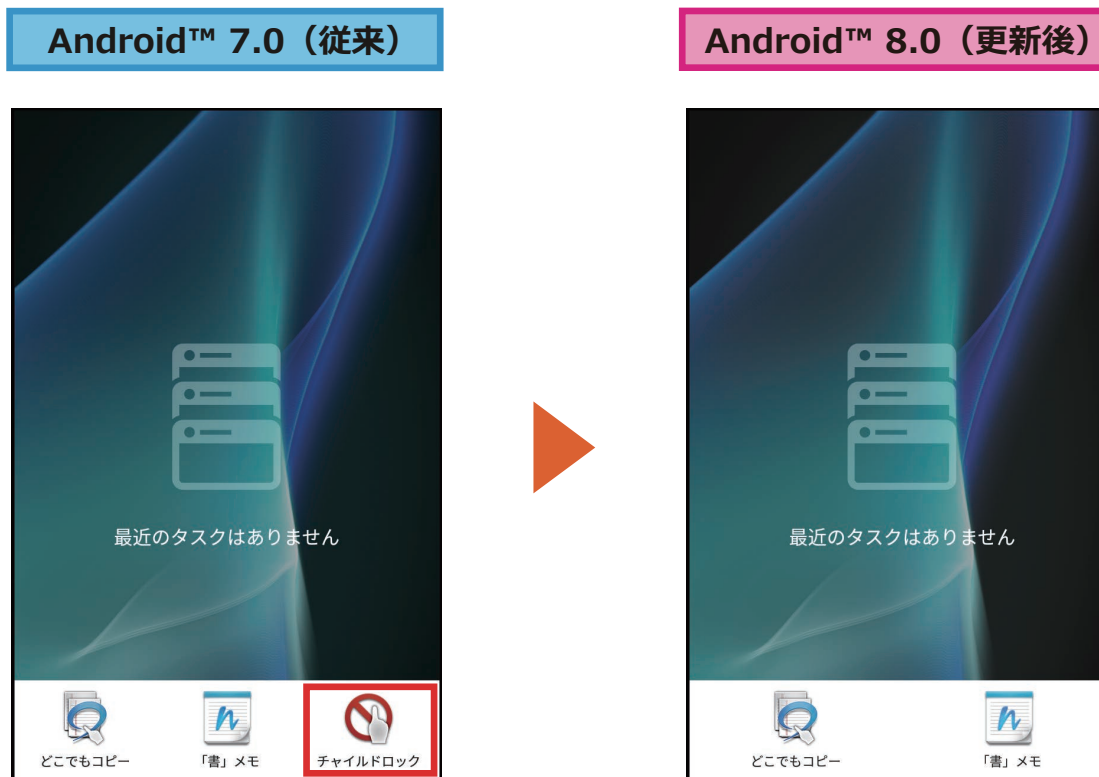 Android™ 7.0（従来）
Android™ 8.0（更新後）
最近のタスクはありません
どこでもコピー
「書」メモ
チャイルドロック
最近のタスクはありません
どこでもコピー
「書」メモ